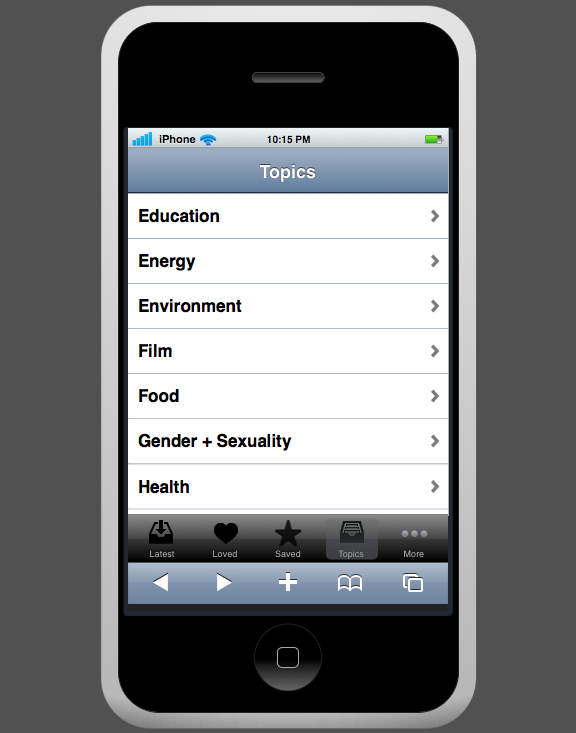 iPhone 10:15 PM
Topics
Education
Energy
Environment
Film
Food
Gender + Sexuality
Health
Latest Loved Saved Topics More